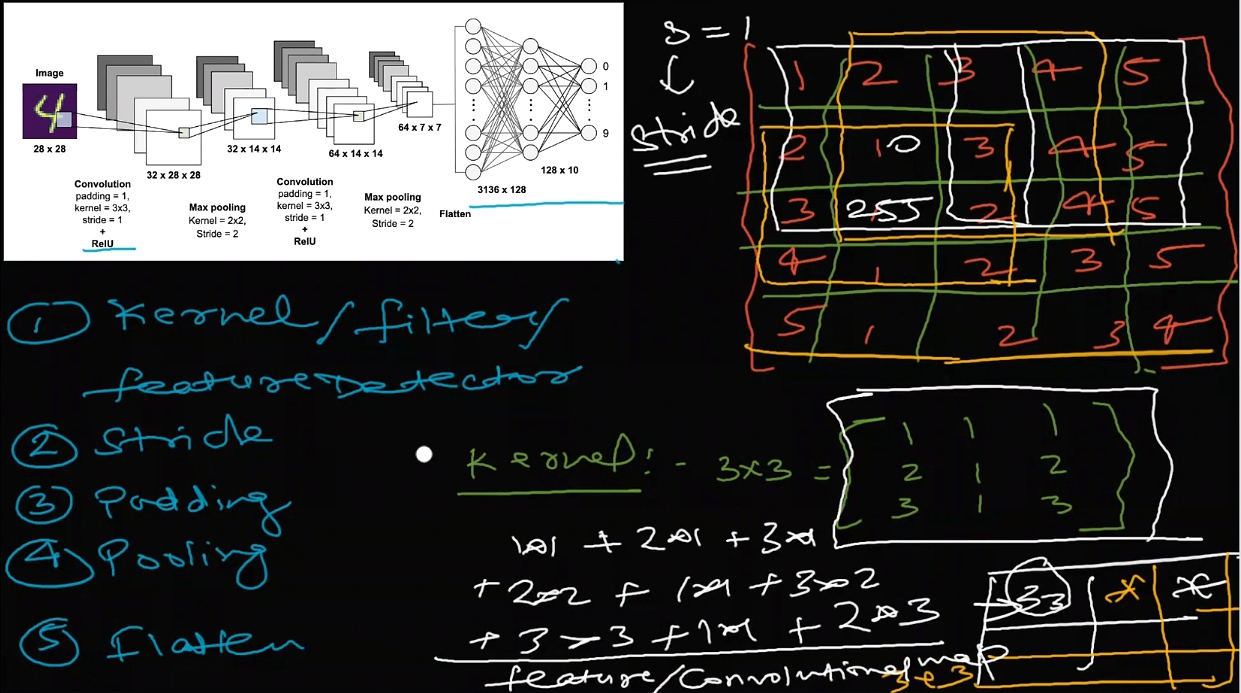 Image
28 x 28
32 x 28 x 28
32 x 14 x 14
64 x 14 x 14
64 x 7 x 7
3136 x 128
128 x 10
0
1
9
Convolution
padding = 1,
kernel = 3x3,
stride = 1
+
RelU
Max pooling
Kernel = 2x2,
Stride = 2
Convolution
padding = 1,
kernel = 3x3,
stride = 1
+
RelU
Max pooling
Kernel = 2x2,
Stride = 2
Flatten
s = 1
Stride
1 2 3 4 5
2 10 3 4 5
3 255 2 4 5
4 1 2 3 5
5 1 2 3 4
① Kernel/filter/
feature Detector
② Stride
③ Padding
④ Pooling
⑤ Flatten
Kernel: - 3x3 =
1 1 1
2 1 2
3 1 3
1x1 + 2x1 + 3x1
+ 2x2 + 1x1 + 3x2
+ 3x3 + 1x1 + 2x3
33 x x
feature/Convolutional map